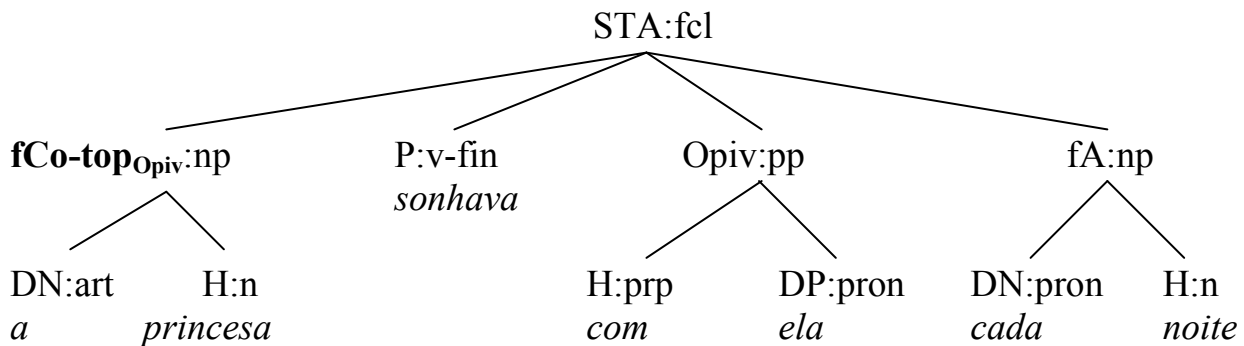 STA:fcl
fCo-top_Opiv:np P:v-fin Opiv:pp fA:np
sonhava
DN:art H:n H:prp DP:pron DN:pron H:n
a princesa com ela cada noite